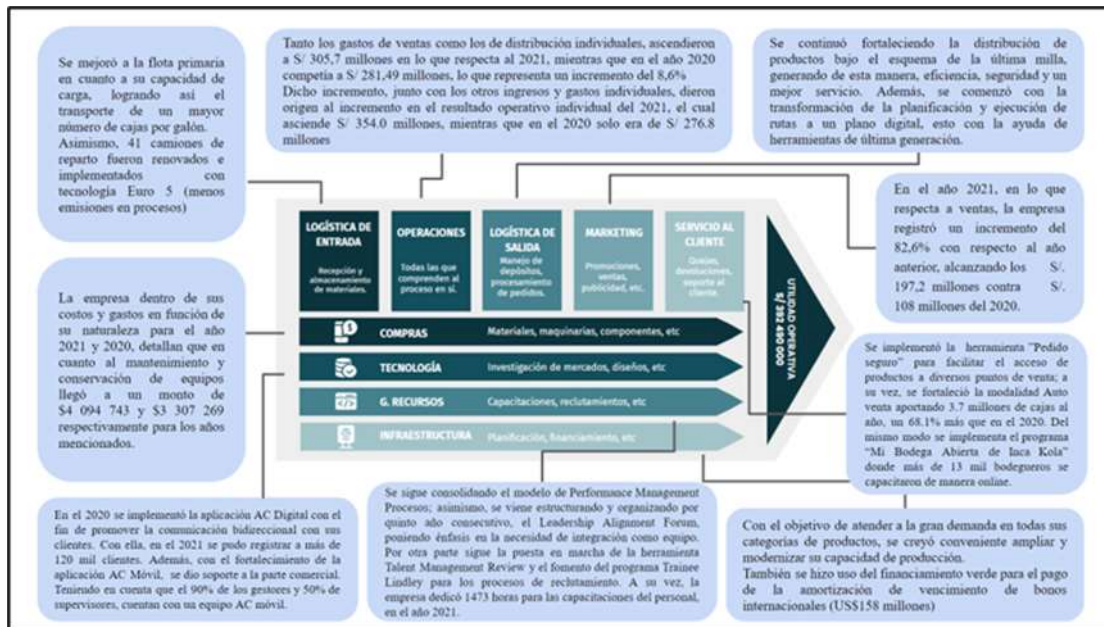 Se mejoró a la flota primaria
en cuanto a su capacidad de
carga, logrando así el
transporte de un mayor
número de cajas por galón.
Asimismo, 41 camiones de
reparto fueron renovados e
implementados con
tecnología Euro 5 (menos
emisiones en procesos)
Tanto los gastos de ventas como los de distribución individuales, ascendieron
a S/ 305,7 millones en lo que respecta al 2021, mientras que en el año 2020
competía a S/ 281,49 millones, lo que representa un incremento del 8,6%
Dicho incremento, junto con los otros ingresos y gastos individuales, dieron
origen al incremento en el resultado operativo individual del 2021, el cual
asciende S/ 354.0 millones, mientras que en el 2020 solo era de S/ 276.8
millones
Se continuó fortaleciendo la distribución de
productos bajo el esquema de la última milla,
generando de esta manera, eficiencia, seguridad y un
mejor servicio. Además, se comenzó con la
transformación de la planificación y ejecución de
rutas a un plano digital, esto con la ayuda de
herramientas de última generación.
En el año 2021, en lo que
respecta a ventas, la empresa
registró un incremento del
82,6% con respecto al año
anterior, alcanzando los S/.
197,2 millones contra S/.
108 millones del 2020.
LOGÍSTICA DE
ENTRADA
Recepción y
almacenamiento
de materiales.
OPERACIONES
Todas las que
comprenden al
proceso en sí.
LOGÍSTICA DE
SALIDA
Manejo de
depósitos,
procesamiento
de pedidos.
MARKETING
Promociones,
ventas,
publicidad, etc.
SERVICIO AL
CLIENTE
Quejas,
devoluciones,
soporte al
cliente.
UTILIDAD OPERATIVA
S/ 392 490 000
COMPRAS Materiales, maquinarias, componentes, etc
TECNOLOGÍA Investigación de mercados, diseños, etc
G. RECURSOS Capacitaciones, reclutamientos, etc
INFRAESTRUCTURA Planificación, financiamiento, etc
La empresa dentro de sus
costos y gastos en función de
su naturaleza para el año
2021 y 2020, detallan que en
cuanto al mantenimiento y
conservación de equipos
llegó a un monto de
$4 094 743 y $3 307 269
respectivamente para los años
mencionados.
Se implementó la herramienta "Pedido
seguro" para facilitar el acceso de
productos a diversos puntos de venta; a
su vez, se fortaleció la modalidad Auto
venta aportando 3.7 millones de cajas al
año, un 68.1% más que en el 2020. Del
mismo modo se implementa el programa
"Mi Bodega Abierta de Inca Kola"
donde más de 13 mil bodegueros se
capacitaron de manera online.
En el 2020 se implementó la aplicación AC Digital con el
fin de promover la comunicación bidireccional con sus
clientes. Con ella, en el 2021 se pudo registrar a más de
120 mil clientes. Además, con el fortalecimiento de la
aplicación AC Móvil, se dio soporte a la parte comercial.
Teniendo en cuenta que el 90% de los gestores y 50% de
supervisores, cuentan con un equipo AC móvil.
Se sigue consolidando el modelo de Performance Management
Procesos; asimismo, se viene estructurando y organizando por
quinto año consecutivo, el Leadership Alignment Forum,
poniendo énfasis en la necesidad de integración como equipo.
Por otra parte sigue la puesta en marcha de la herramienta
Talent Management Review y el fomento del programa Trainee
Lindley para los procesos de reclutamiento. A su vez, la
empresa dedicó 1473 horas para las capacitaciones del personal,
en el año 2021.
Con el objetivo de atender a la gran demanda en todas sus
categorías de productos, se creyó conveniente ampliar y
modernizar su capacidad de producción.
También se hizo uso del financiamiento verde para el pago
de la amortización de vencimiento de bonos
internacionales (US$158 millones)